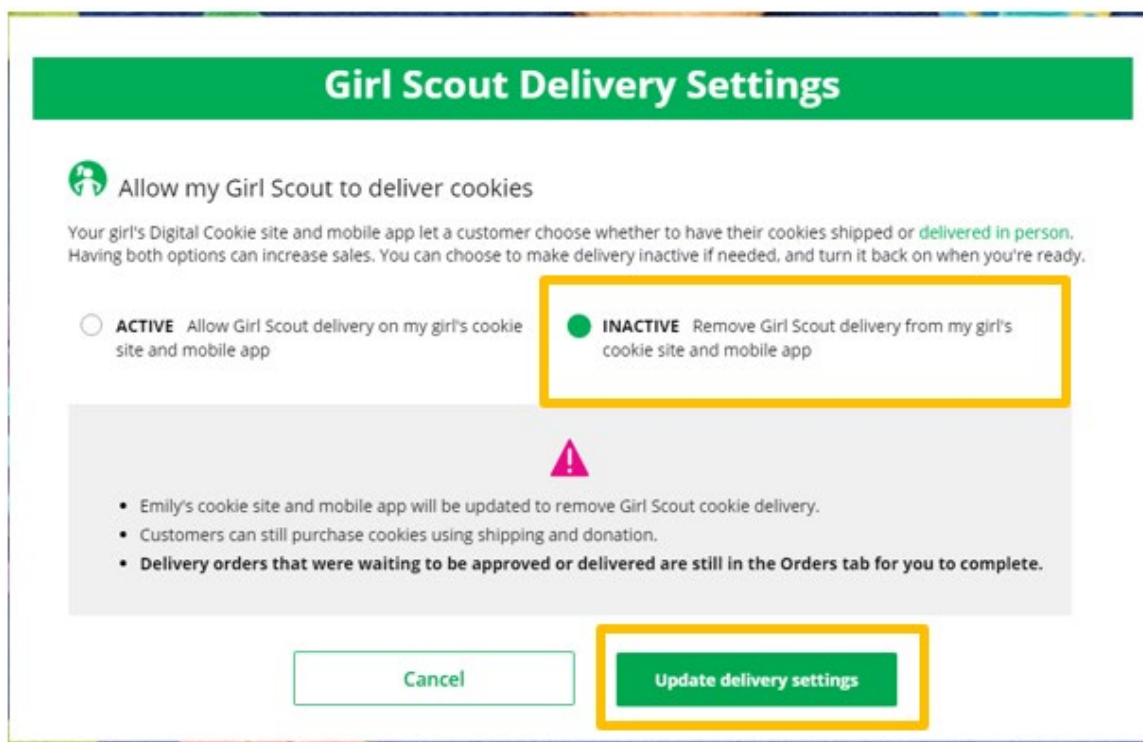 Girl Scout Delivery Settings
Allow my Girl Scout to deliver cookies
Your girl's Digital Cookie site and mobile app let a customer choose whether to have their cookies shipped or delivered in person.
Having both options can increase sales. You can choose to make delivery inactive if needed, and turn it back on when you're ready.
ACTIVE Allow Girl Scout delivery on my girl's cookie
site and mobile app
INACTIVE Remove Girl Scout delivery from my girl's
cookie site and mobile app
• Emily's cookie site and mobile app will be updated to remove Girl Scout cookie delivery.
• Customers can still purchase cookies using shipping and donation.
• Delivery orders that were waiting to be approved or delivered are still in the Orders tab for you to complete.
Cancel
Update delivery settings